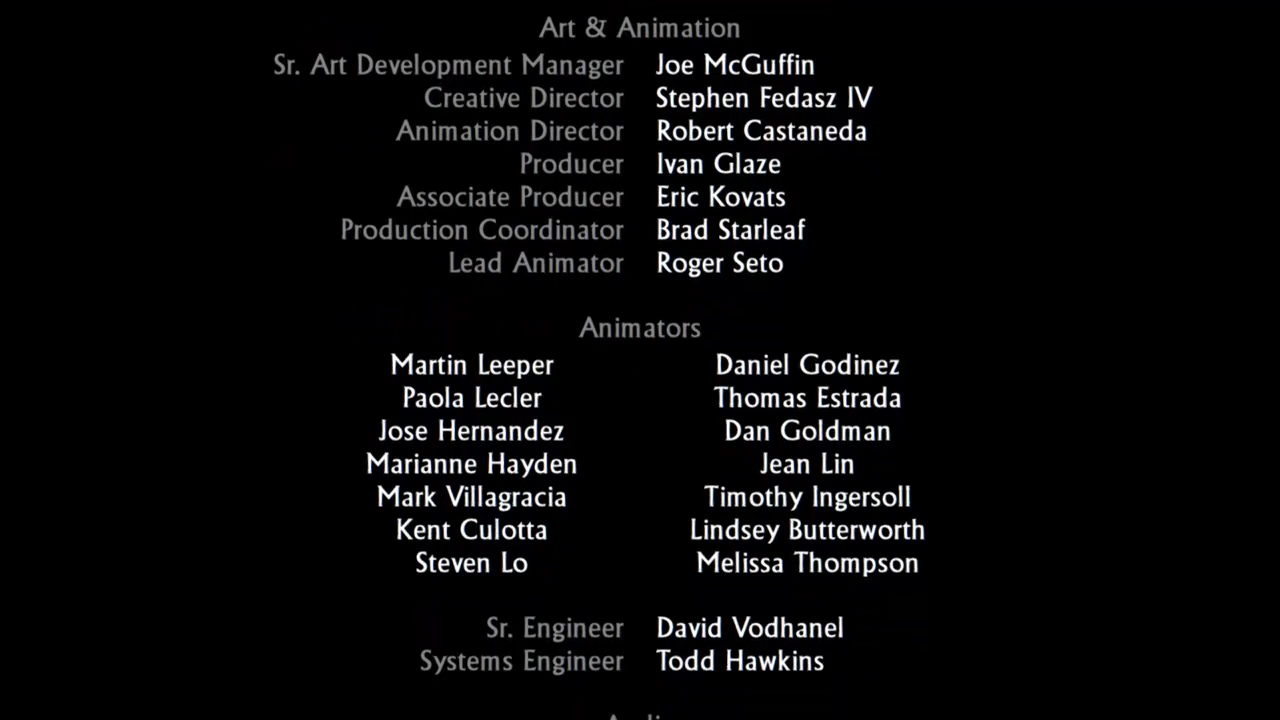 Art & Animation
Sr. Art Development Manager Joe McGuffin
Creative Director Stephen Fedasz IV
Animation Director Robert Castaneda
Producer Ivan Glaze
Associate Producer Eric Kovats
Production Coordinator Brad Starleaf
Lead Animator Roger Seto
Animators
Martin Leeper Daniel Godinez
Paola Lecler Thomas Estrada
Jose Hernandez Dan Goldman
Marianne Hayden Jean Lin
Mark Villagracia Timothy Ingersoll
Kent Culotta Lindsey Butterworth
Steven Lo Melissa Thompson
Sr. Engineer David Vodhanel
Systems Engineer Todd Hawkins